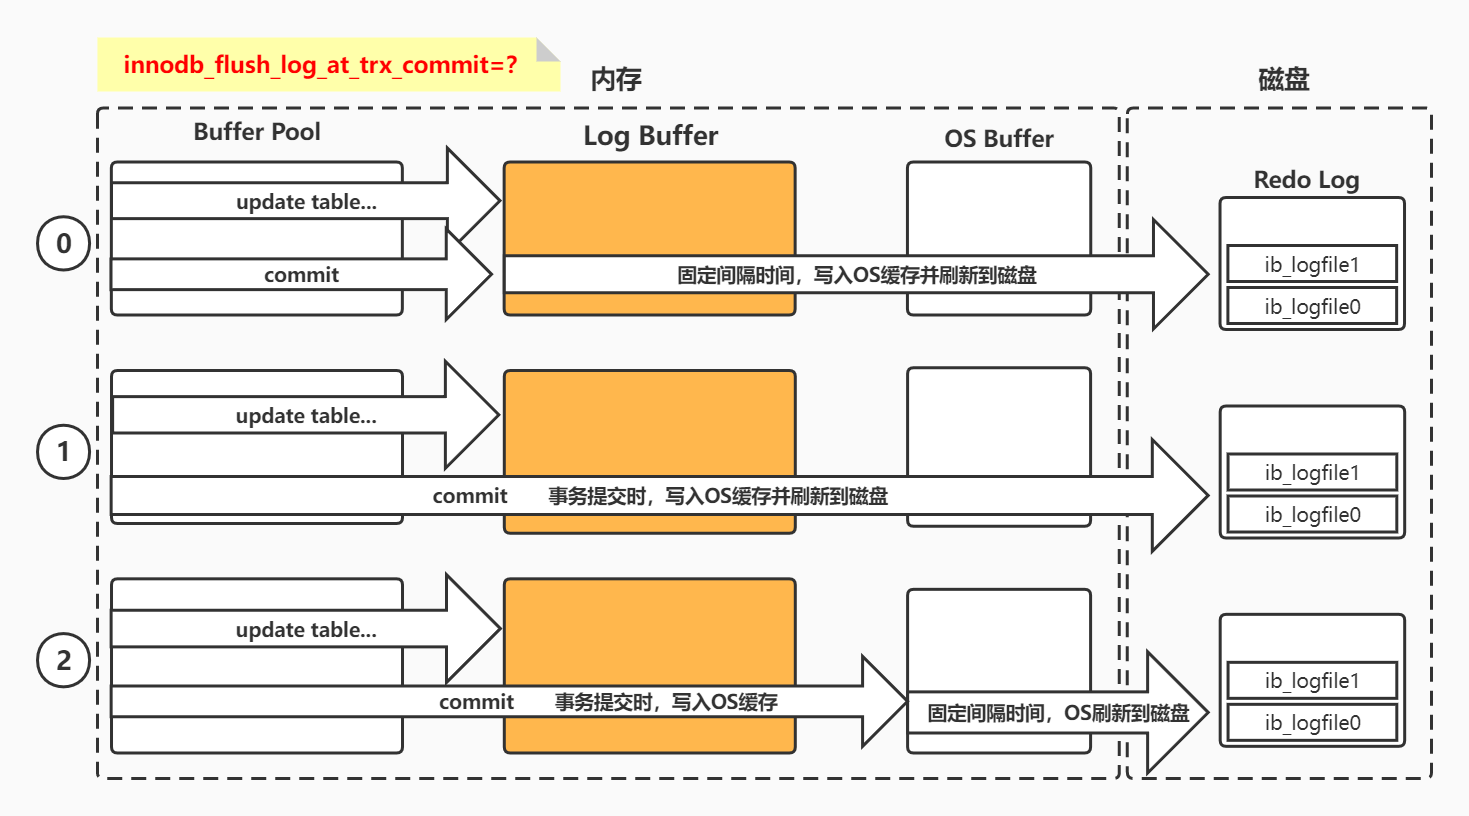 innodb_flush_log_at_trx_commit=?
内存
磁盘
Buffer Pool
Log Buffer
OS Buffer
Redo Log
0
update table...
commit
固定间隔时间，写入OS缓存并刷新到磁盘
ib_logfile1
ib_logfile0
1
update table...
commit 事务提交时，写入OS缓存并刷新到磁盘
ib_logfile1
ib_logfile0
2
update table...
commit 事务提交时，写入OS缓存
固定间隔时间，OS刷新到磁盘
ib_logfile1
ib_logfile0